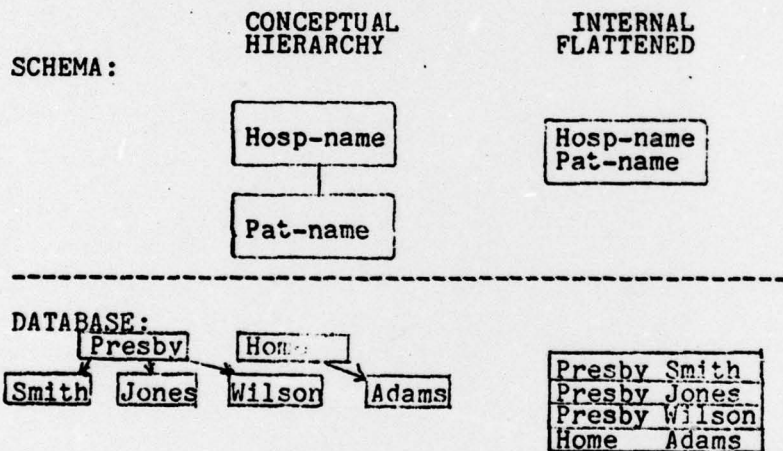 CONCEPTUAL INTERNAL
HIERARCHY FLATTENED
SCHEMA:
Hosp-name Hosp-name
Pat-name
Pat-name
DATABASE:
Presby Home
Smith Jones Wilson Adams
Presby Smith
Presby Jones
Presby Wilson
Home Adams